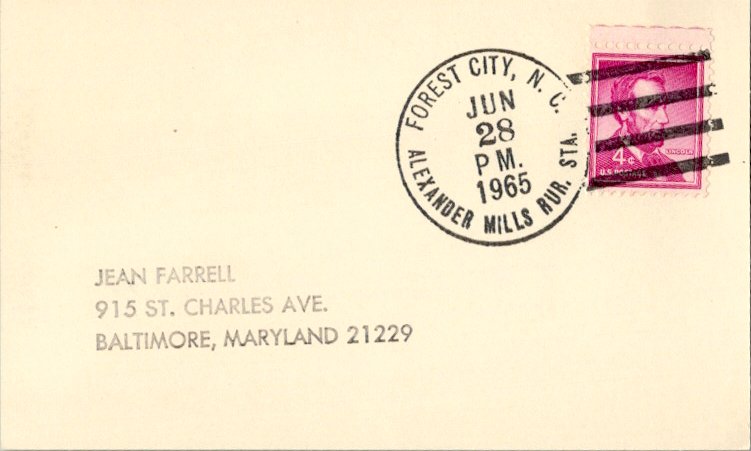 FOREST CITY, N. C.
JUN
28
PM.
1965
ALEXANDER MILLS RUR. STA.
LINCOLN
4¢
U.S. POSTAGE
JEAN FARRELL
915 ST. CHARLES AVE.
BALTIMORE, MARYLAND 21229